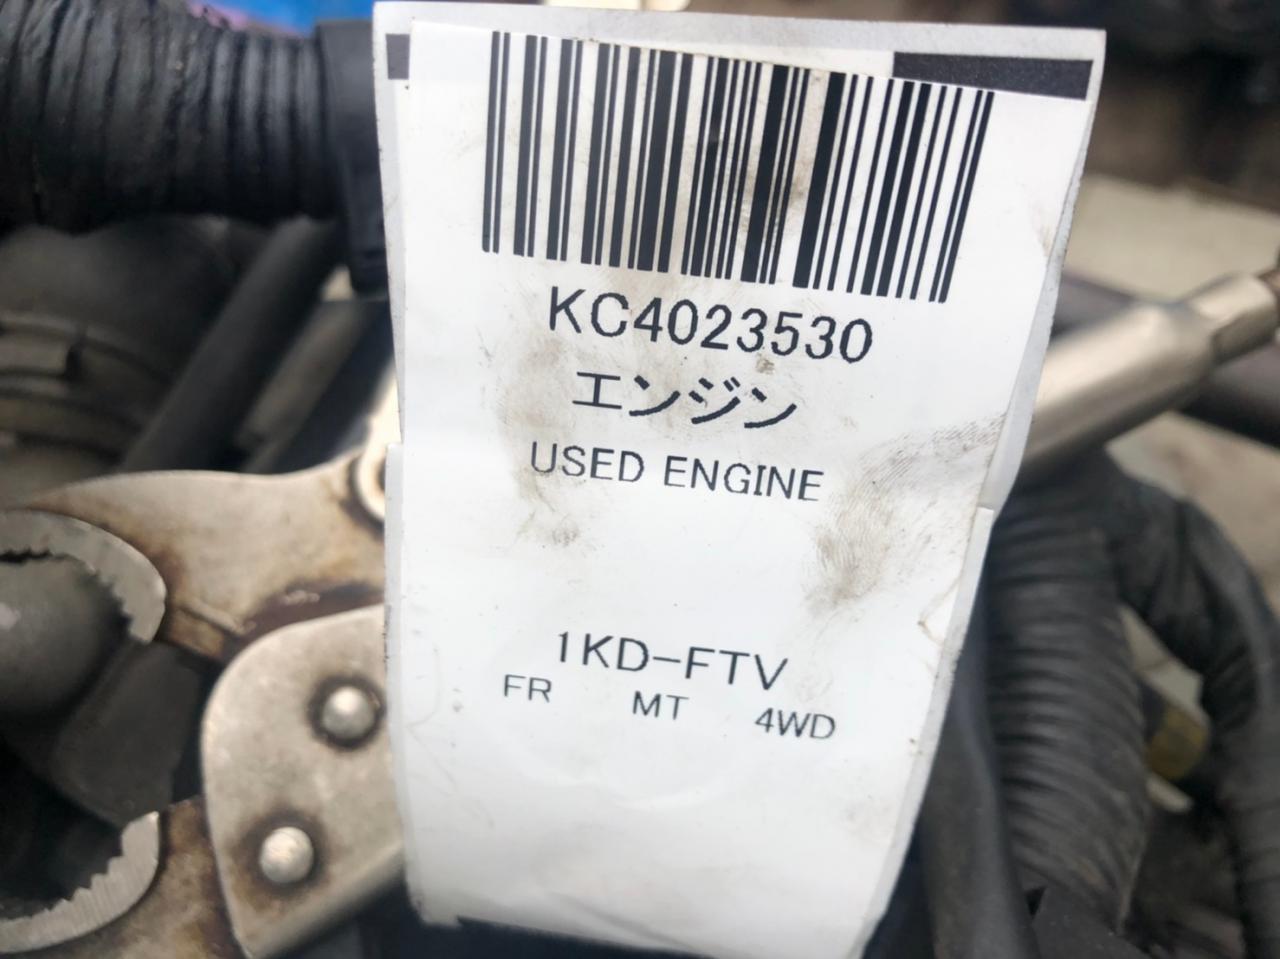 KC4023530
エンジン
USED ENGINE
1KD-FTV
FR MT 4WD